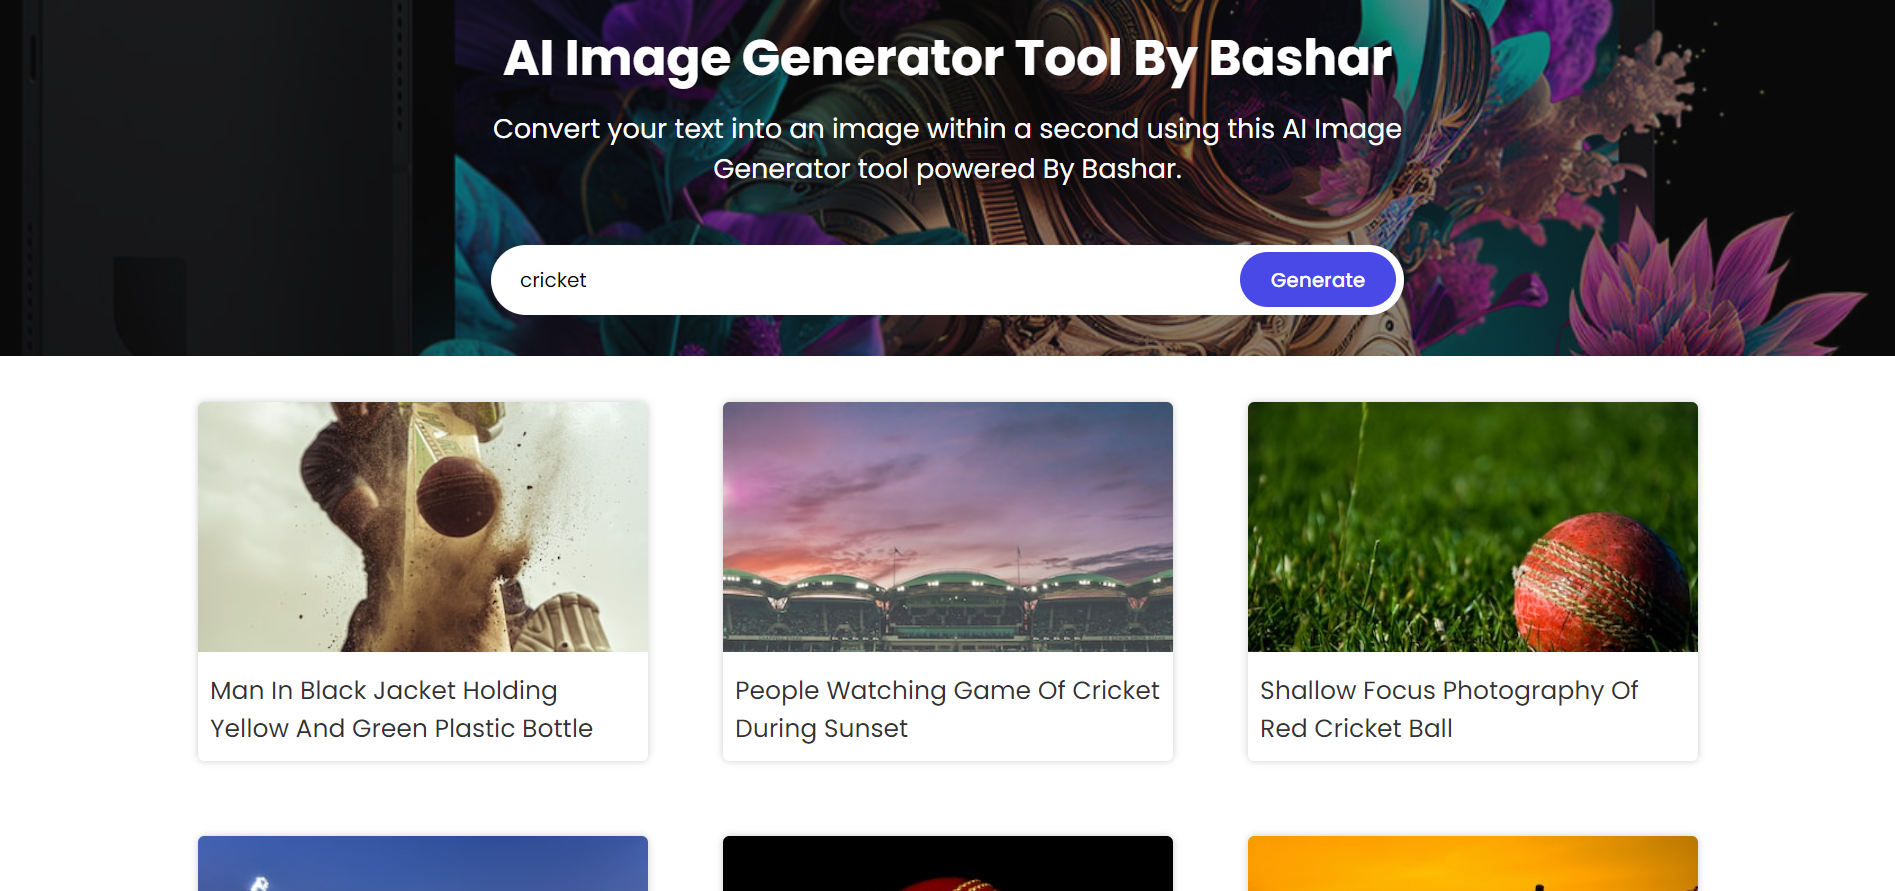 AI Image Generator Tool By Bashar
Convert your text into an image within a second using this AI Image
Generator tool powered By Bashar.
cricket
Generate
Man In Black Jacket Holding
Yellow And Green Plastic Bottle
People Watching Game Of Cricket
During Sunset
Shallow Focus Photography Of
Red Cricket Ball